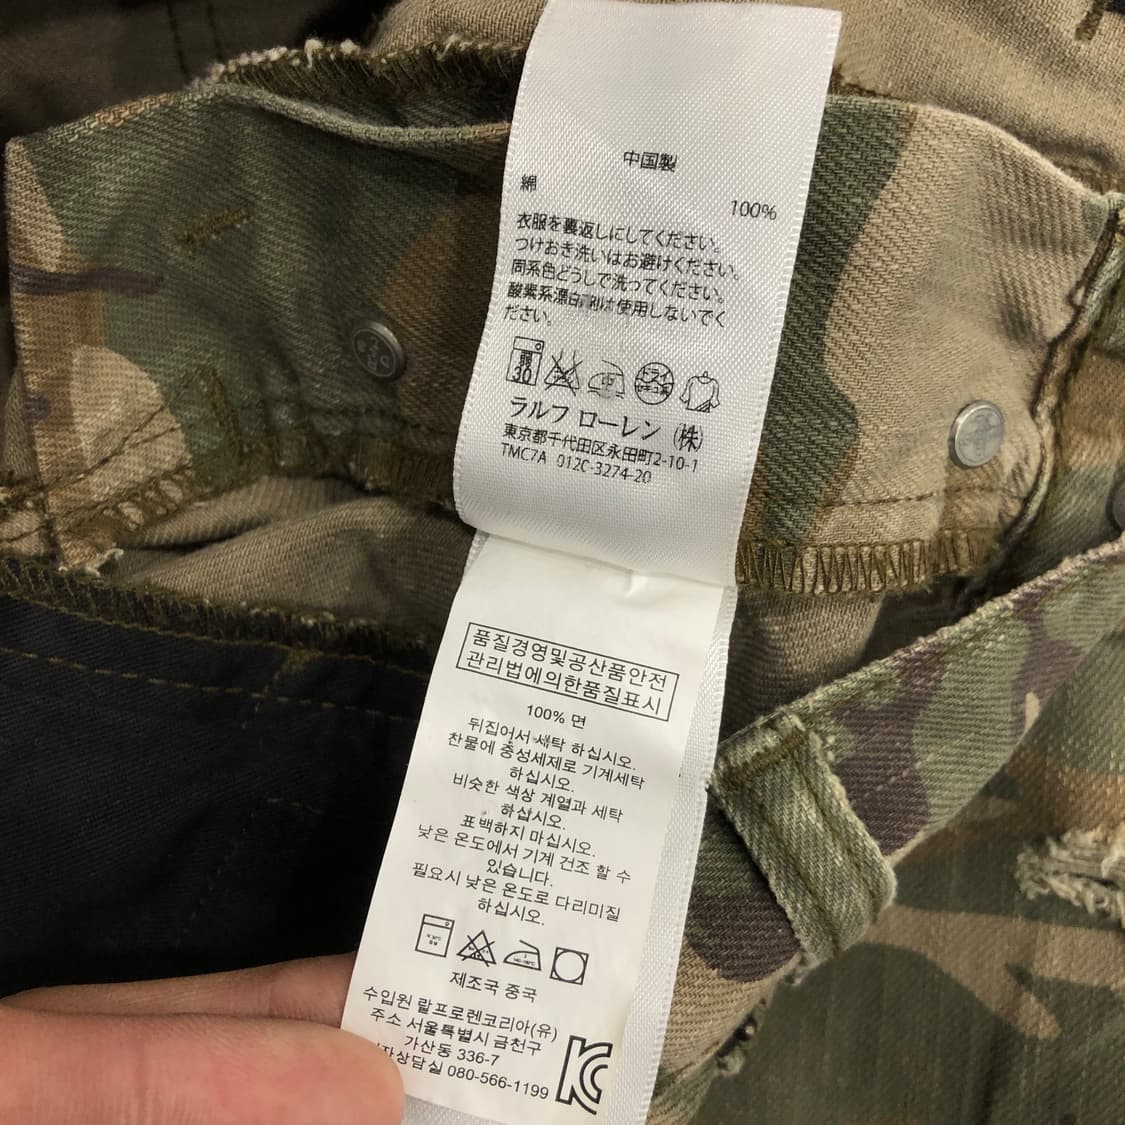 中国製
綿
100%
衣服を裏返しにしてください。
つけおき洗いはお避けください。
同系色どうしで洗ってください。
酸素系漂白剤は使用しないでく
ださい。
弱
30
ドライ
ラルフ ローレン (株)
東京都千代田区永田町2-10-1
TMC7A 0120-3274-20
품질경영및공산품안전
관리법에의한품질표시
100% 면
뒤집어서 세탁 하십시오.
찬물에 중성세제로 기계세탁
하십시오.
비슷한 색상 계열과 세탁
하십시오.
표백하지 마십시오.
낮은 온도에서 기계 건조 할 수
있습니다.
필요시 낮은 온도로 다리미질
하십시오.
제조국 중국
수입원 랄프로렌코리아(유)
주소 서울특별시 금천구
가산동 336-7
자상담실 080-566-1199